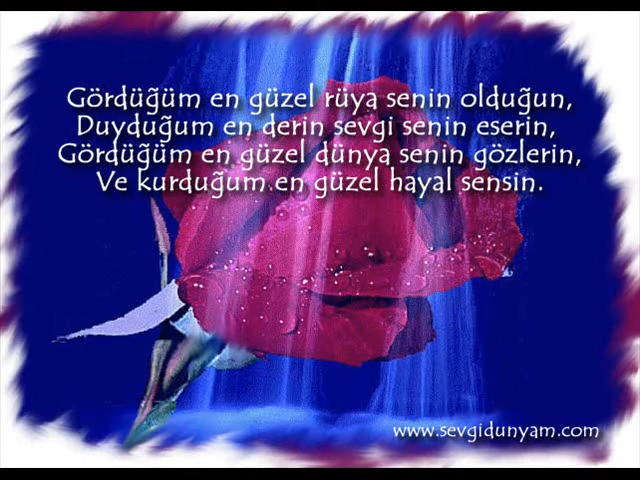 Gördüğüm en güzel rüya senin olduğun,
Duyduğum en derin sevgi senin eserin,
Gördüğüm en güzel dünya senin gözlerin,
Ve kurduğum en güzel hayal sensin.
www.sevgidunyam.com